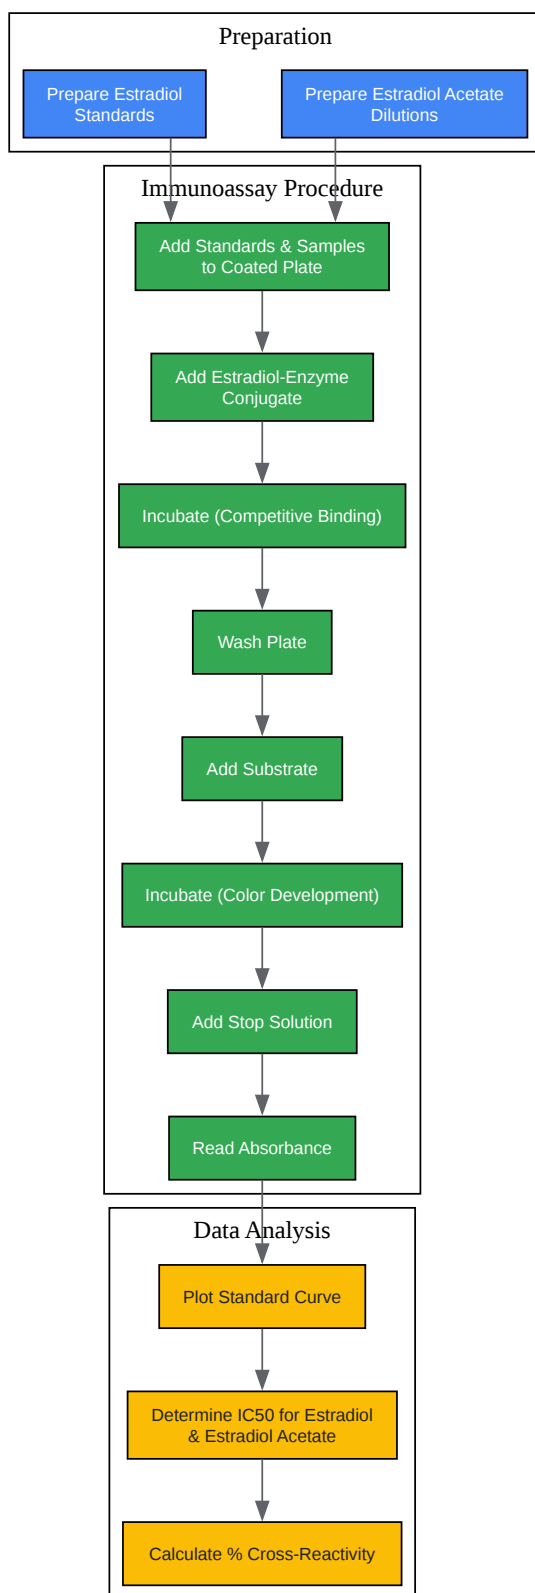 Preparation
Prepare Estradiol
Standards
Prepare Estradiol Acetate
Dilutions
Immunoassay Procedure
Add Standards & Samples
to Coated Plate
Add Estradiol-Enzyme
Conjugate
Incubate (Competitive Binding)
Wash Plate
Add Substrate
Incubate (Color Development)
Add Stop Solution
Read Absorbance
Data Analysis
Plot Standard Curve
Determine IC50 for Estradiol
& Estradiol Acetate
Calculate % Cross-Reactivity